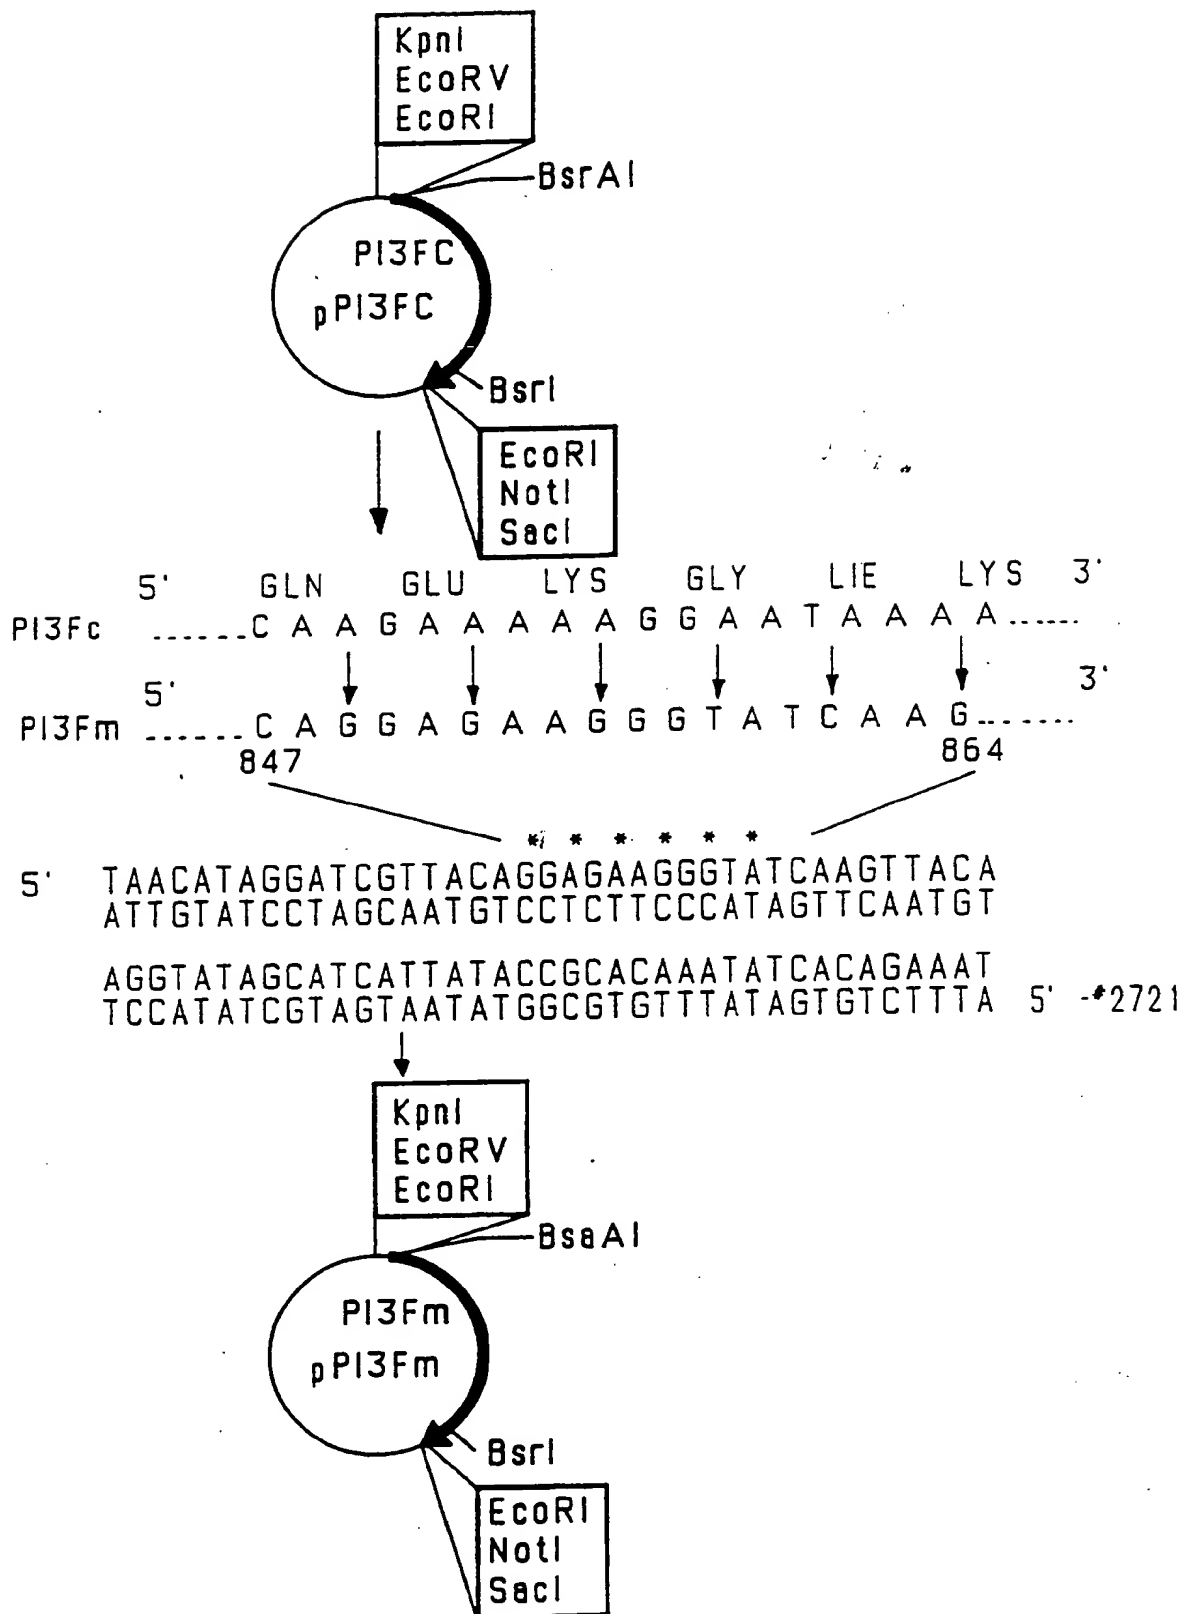 KpnI
EcoRV
EcoRI
BsrAI
PI3FC
pPI3FC
BsrI
EcoRI
NotI
SacI
5' GLN GLU LYS GLY LIE LYS 3'
PI3Fc ......C A A G A A A A A G G A A T A A A A......
5' 3'
PI3Fm ......C A G G A G A A G G G T A T C A A G.......
847 864
* * * * * *
5' TAACATAGGATCGTTACAGGAGAAGGGTATCAAGTTACA
ATTGTATCCTAGCAATGTCCTCTTCCCATAGTTCAATGT
AGGTATAGCATCATTATACCGCACAAATATCACAGAAAT
TCCATATCGTAGTAATATGGCGTGTTTATAGTGTCTTTA 5' -#2721
KpnI
EcoRV
EcoRI
BsaAI
PI3Fm
pPI3Fm
BsrI
EcoRI
NotI
SacI